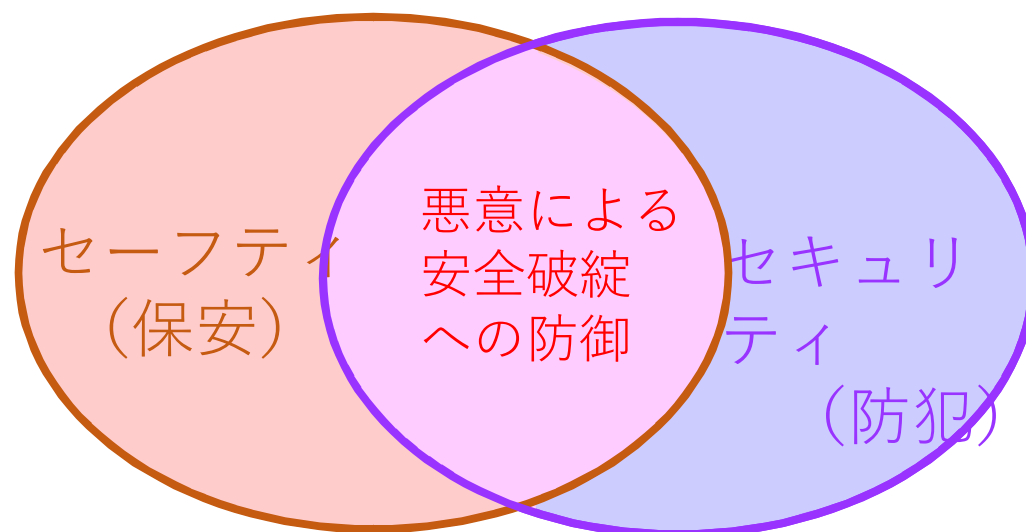 セーフティ
（保安）
悪意による
安全破綻
への防御
セキュリ
ティ
（防犯）